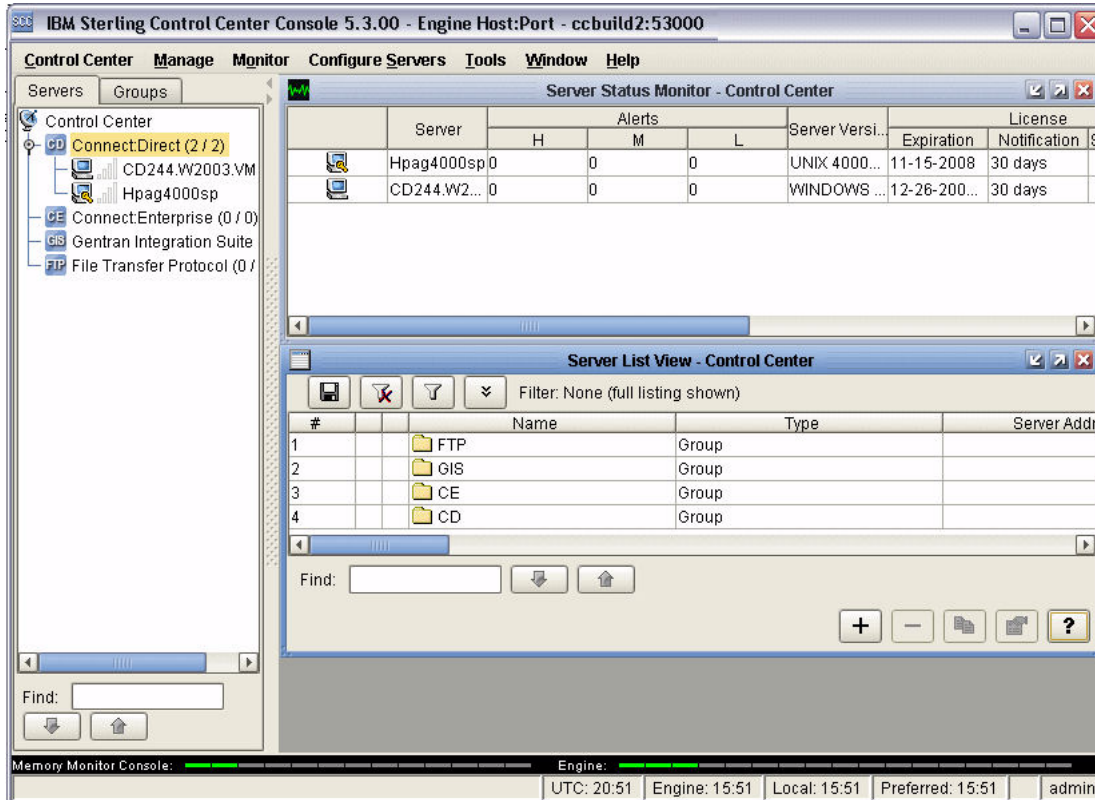 SCC IBM Sterling Control Center Console 5.3.00 - Engine Host:Port - ccbuild2:53000
Control Center Manage Monitor Configure Servers Tools Window Help
Servers Groups
Control Center
CD Connect:Direct (2 / 2)
CD244.W2003.VM
Hpag4000sp
CE Connect:Enterprise (0 / 0)
GIS Gentran Integration Suite
FTP File Transfer Protocol (0 /
Find:
Server Status Monitor - Control Center
Server Alerts Server Versi... License
H M L Expiration Notification S
Hpag4000sp 0 0 0 UNIX 4000... 11-15-2008 30 days
CD244.W2... 0 0 0 WINDOWS ... 12-26-200... 30 days
Server List View - Control Center
Filter: None (full listing shown)
# Name Type Server Addr
1 FTP Group
2 GIS Group
3 CE Group
4 CD Group
Find:
+ − ?
Memory Monitor Console: Engine:
UTC: 20:51 Engine: 15:51 Local: 15:51 Preferred: 15:51 admin